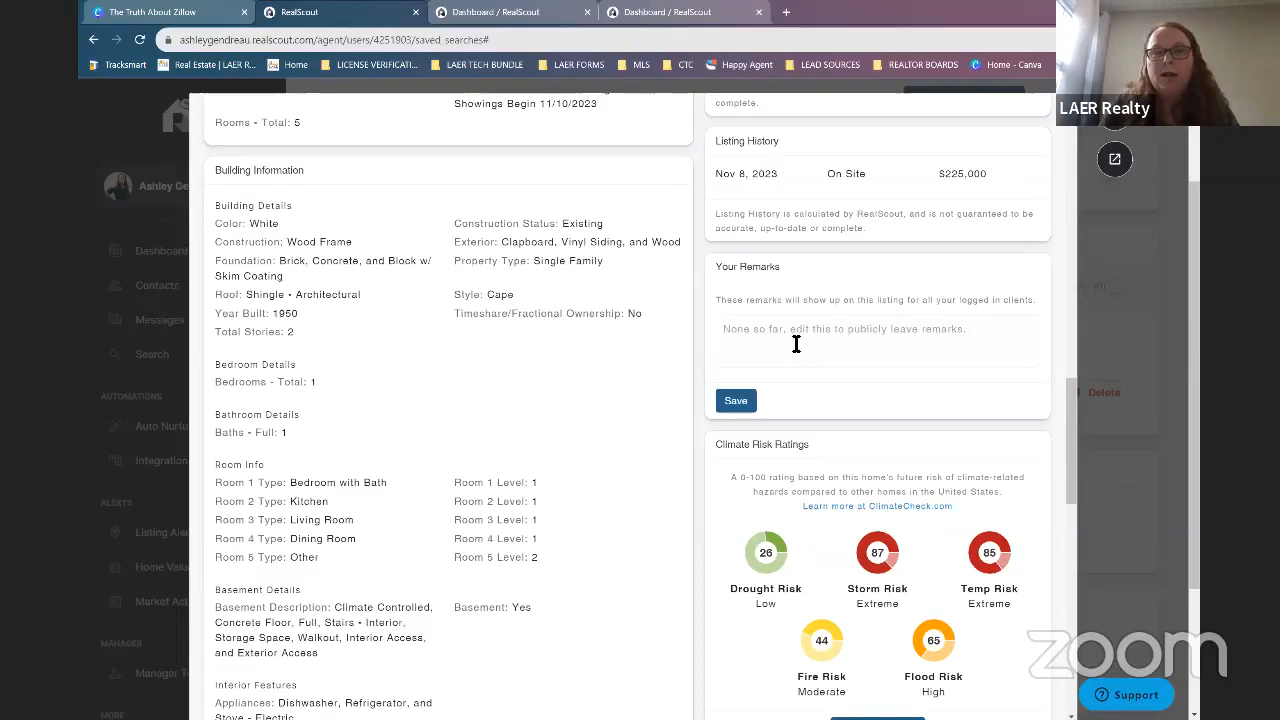 The Truth About Zillow
RealScout
Dashboard / RealScout
Dashboard / RealScout
ashleygendreau.realscout.com/agent/users/4251903/saved_searches#
Tracksmart
Real Estate | LAER R...
Home
LICENSE VERIFICATI...
LAER TECH BUNDLE
LAER FORMS
MLS
CTC
Happy Agent
LEAD SOURCES
REALTOR BOARDS
Home - Canva
LAER Realty
Ashley Ge
Dashboard
Contacts
Messages
Search
AUTOMATIONS
Auto Nurtu
Integration
ALERTS
Listing Aler
Home Valu
Market Act
MANAGER
Manager T
MORE
Showings Begin 11/10/2023
Rooms - Total: 5
Building Information
Building Details
Color: White
Construction Status: Existing
Construction: Wood Frame
Exterior: Clapboard, Vinyl Siding, and Wood
Foundation: Brick, Concrete, and Block w/
Skim Coating
Property Type: Single Family
Roof: Shingle - Architectural
Style: Cape
Year Built: 1950
Timeshare/Fractional Ownership: No
Total Stories: 2
Bedroom Details
Bedrooms - Total: 1
Bathroom Details
Baths - Full: 1
Room Info
Room 1 Type: Bedroom with Bath
Room 1 Level: 1
Room 2 Type: Kitchen
Room 2 Level: 1
Room 3 Type: Living Room
Room 3 Level: 1
Room 4 Type: Dining Room
Room 4 Level: 1
Room 5 Type: Other
Room 5 Level: 2
Basement Details
Basement Description: Climate Controlled,
Concrete Floor, Full, Stairs - Interior,
Storage Space, Walkout, Interior Access,
and Exterior Access
Basement: Yes
Interior Features
Appliances: Dishwasher, Refrigerator, and
Stove - Electric
complete.
Listing History
Nov 8, 2023 On Site $225,000
Listing History is calculated by RealScout, and is not guaranteed to be
accurate, up-to-date or complete.
Your Remarks
These remarks will show up on this listing for all your logged in clients.
None so far, edit this to publicly leave remarks.
Save
Climate Risk Ratings
A 0-100 rating based on this home's future risk of climate-related
hazards compared to other homes in the United States.
Learn more at ClimateCheck.com
26
87
85
Drought Risk
Storm Risk
Temp Risk
Low
Extreme
Extreme
44
65
Fire Risk
Flood Risk
Moderate
High
Delete
zoom
Support